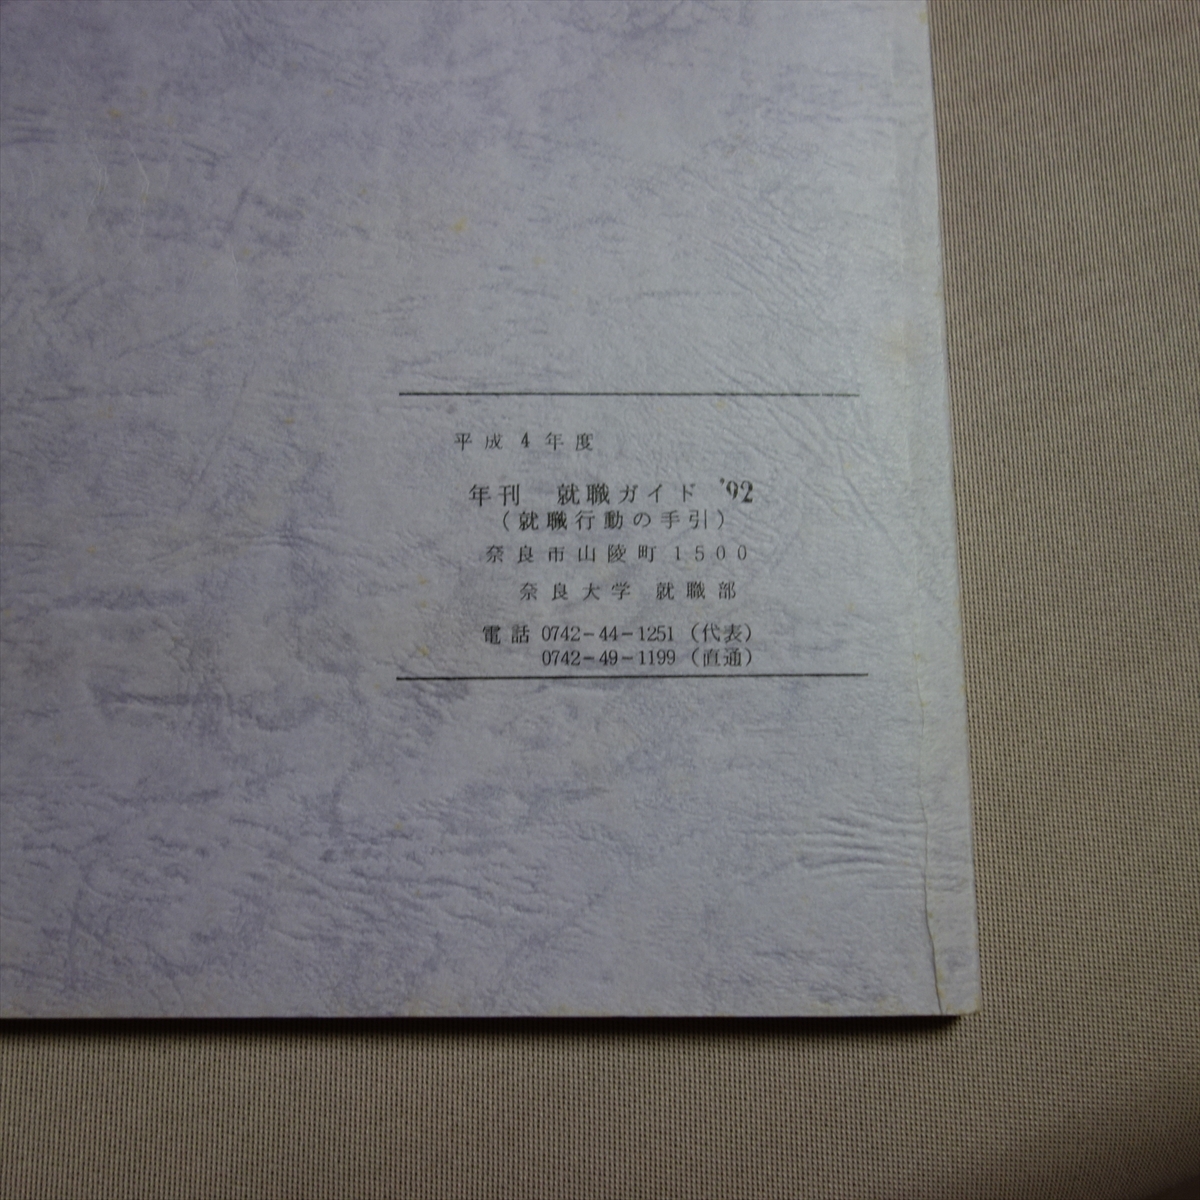 平成4年度
年刊 就職ガイド '92
(就職行動の手引)
奈良市山陵町1500
奈良大学 就職部
電話 0742-44-1251(代表)
0742-49-1199(直通)